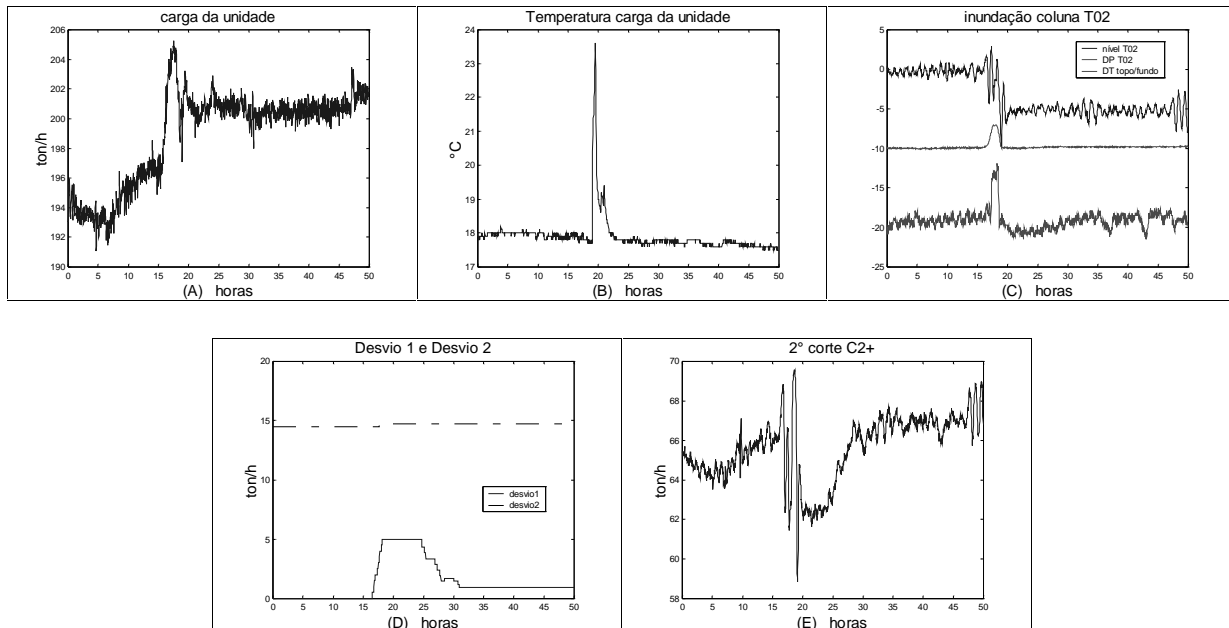 carga da unidade
206
204
202
200
198
196
194
192
190
ton/h
0 5 10 15 20 25 30 35 40 45 50
(A) horas
Temperatura carga da unidade
24
23
22
21
20
19
18
17
°C
0 5 10 15 20 25 30 35 40 45 50
(B) horas
inundação coluna T02
5
0
-5
-10
-15
-20
-25
nível T02
DP T02
DT topo/fundo
0 5 10 15 20 25 30 35 40 45 50
(C) horas
Desvio 1 e Desvio 2
20
15
10
5
0
ton/h
desvio1
desvio2
0 5 10 15 20 25 30 35 40 45 50
(D) horas
2° corte C2+
70
68
66
64
62
60
58
ton/h
0 5 10 15 20 25 30 35 40 45 50
(E) horas